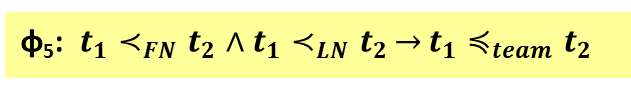 ϕ₅: t₁ ≺_FN t₂ ∧ t₁ ≺_LN t₂ → t₁ ≼_team t₂